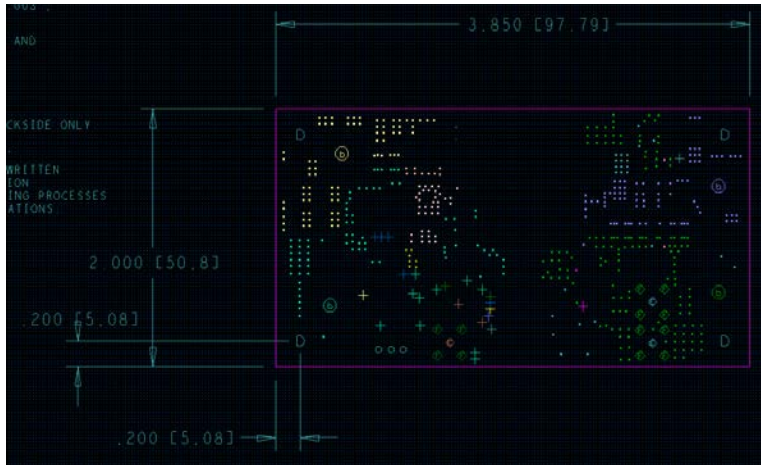 3.850 [97.79]
AND
CKSIDE ONLY
D
D
b
WRITTEN
ION
ING PROCESSES
ATIONS
b
b
2.000 [50.8]
b
b
.200 [5.08]
D
D
C
C
C
.200 [5.08]